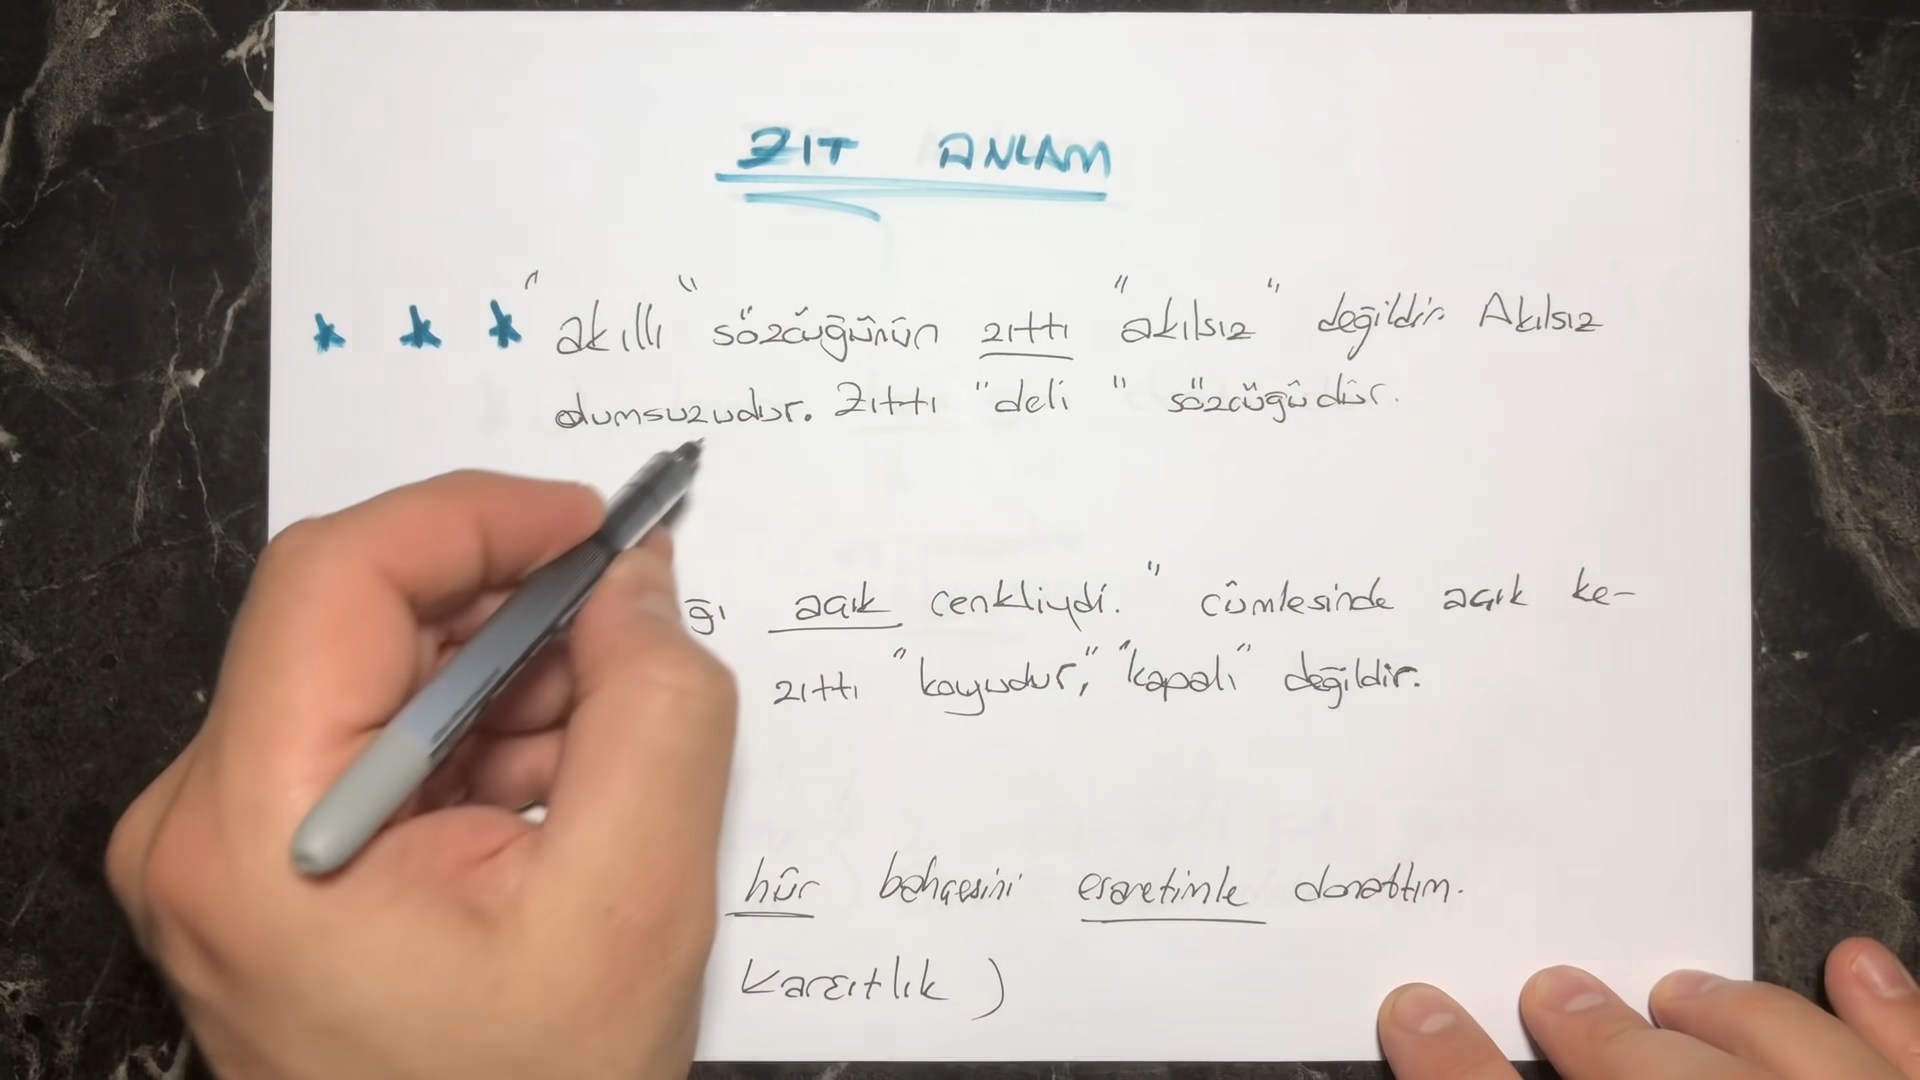 ZIT ANLAM
"akıllı" sözcüğünün zıttı "akılsız" değildir. Akılsız
olumsuzudur. Zıttı "deli" sözcüğüdür.
ğı açık renkliydi." cümlesinde açık ke-
zıttı "koyudur," "kapalı" değildir.
hür bahçesini esaretimle donattım.
Karşıtlık )